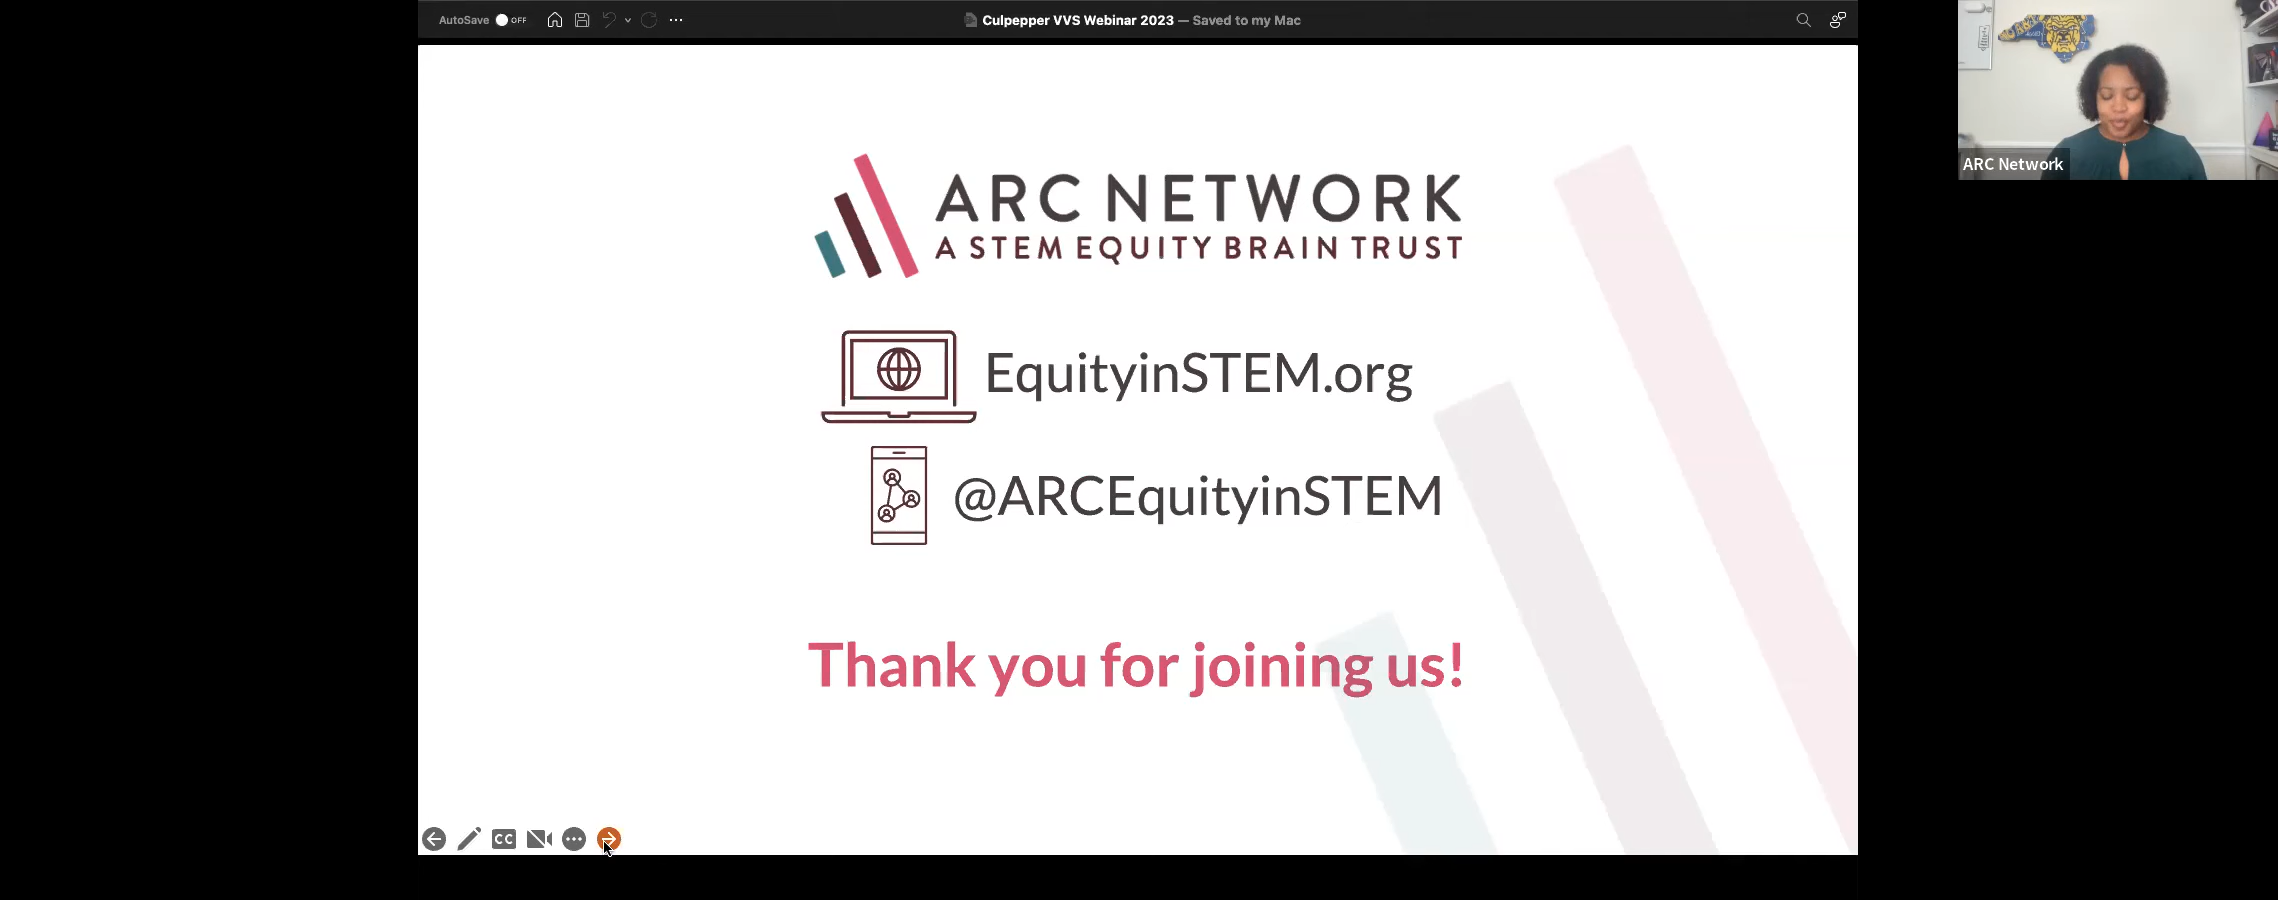 AutoSave OFF
Culpepper VVS Webinar 2023 — Saved to my Mac
ARC NETWORK
A STEM EQUITY BRAIN TRUST
EquityinSTEM.org
@ARCEquityinSTEM
Thank you for joining us!
CC
ARC Network